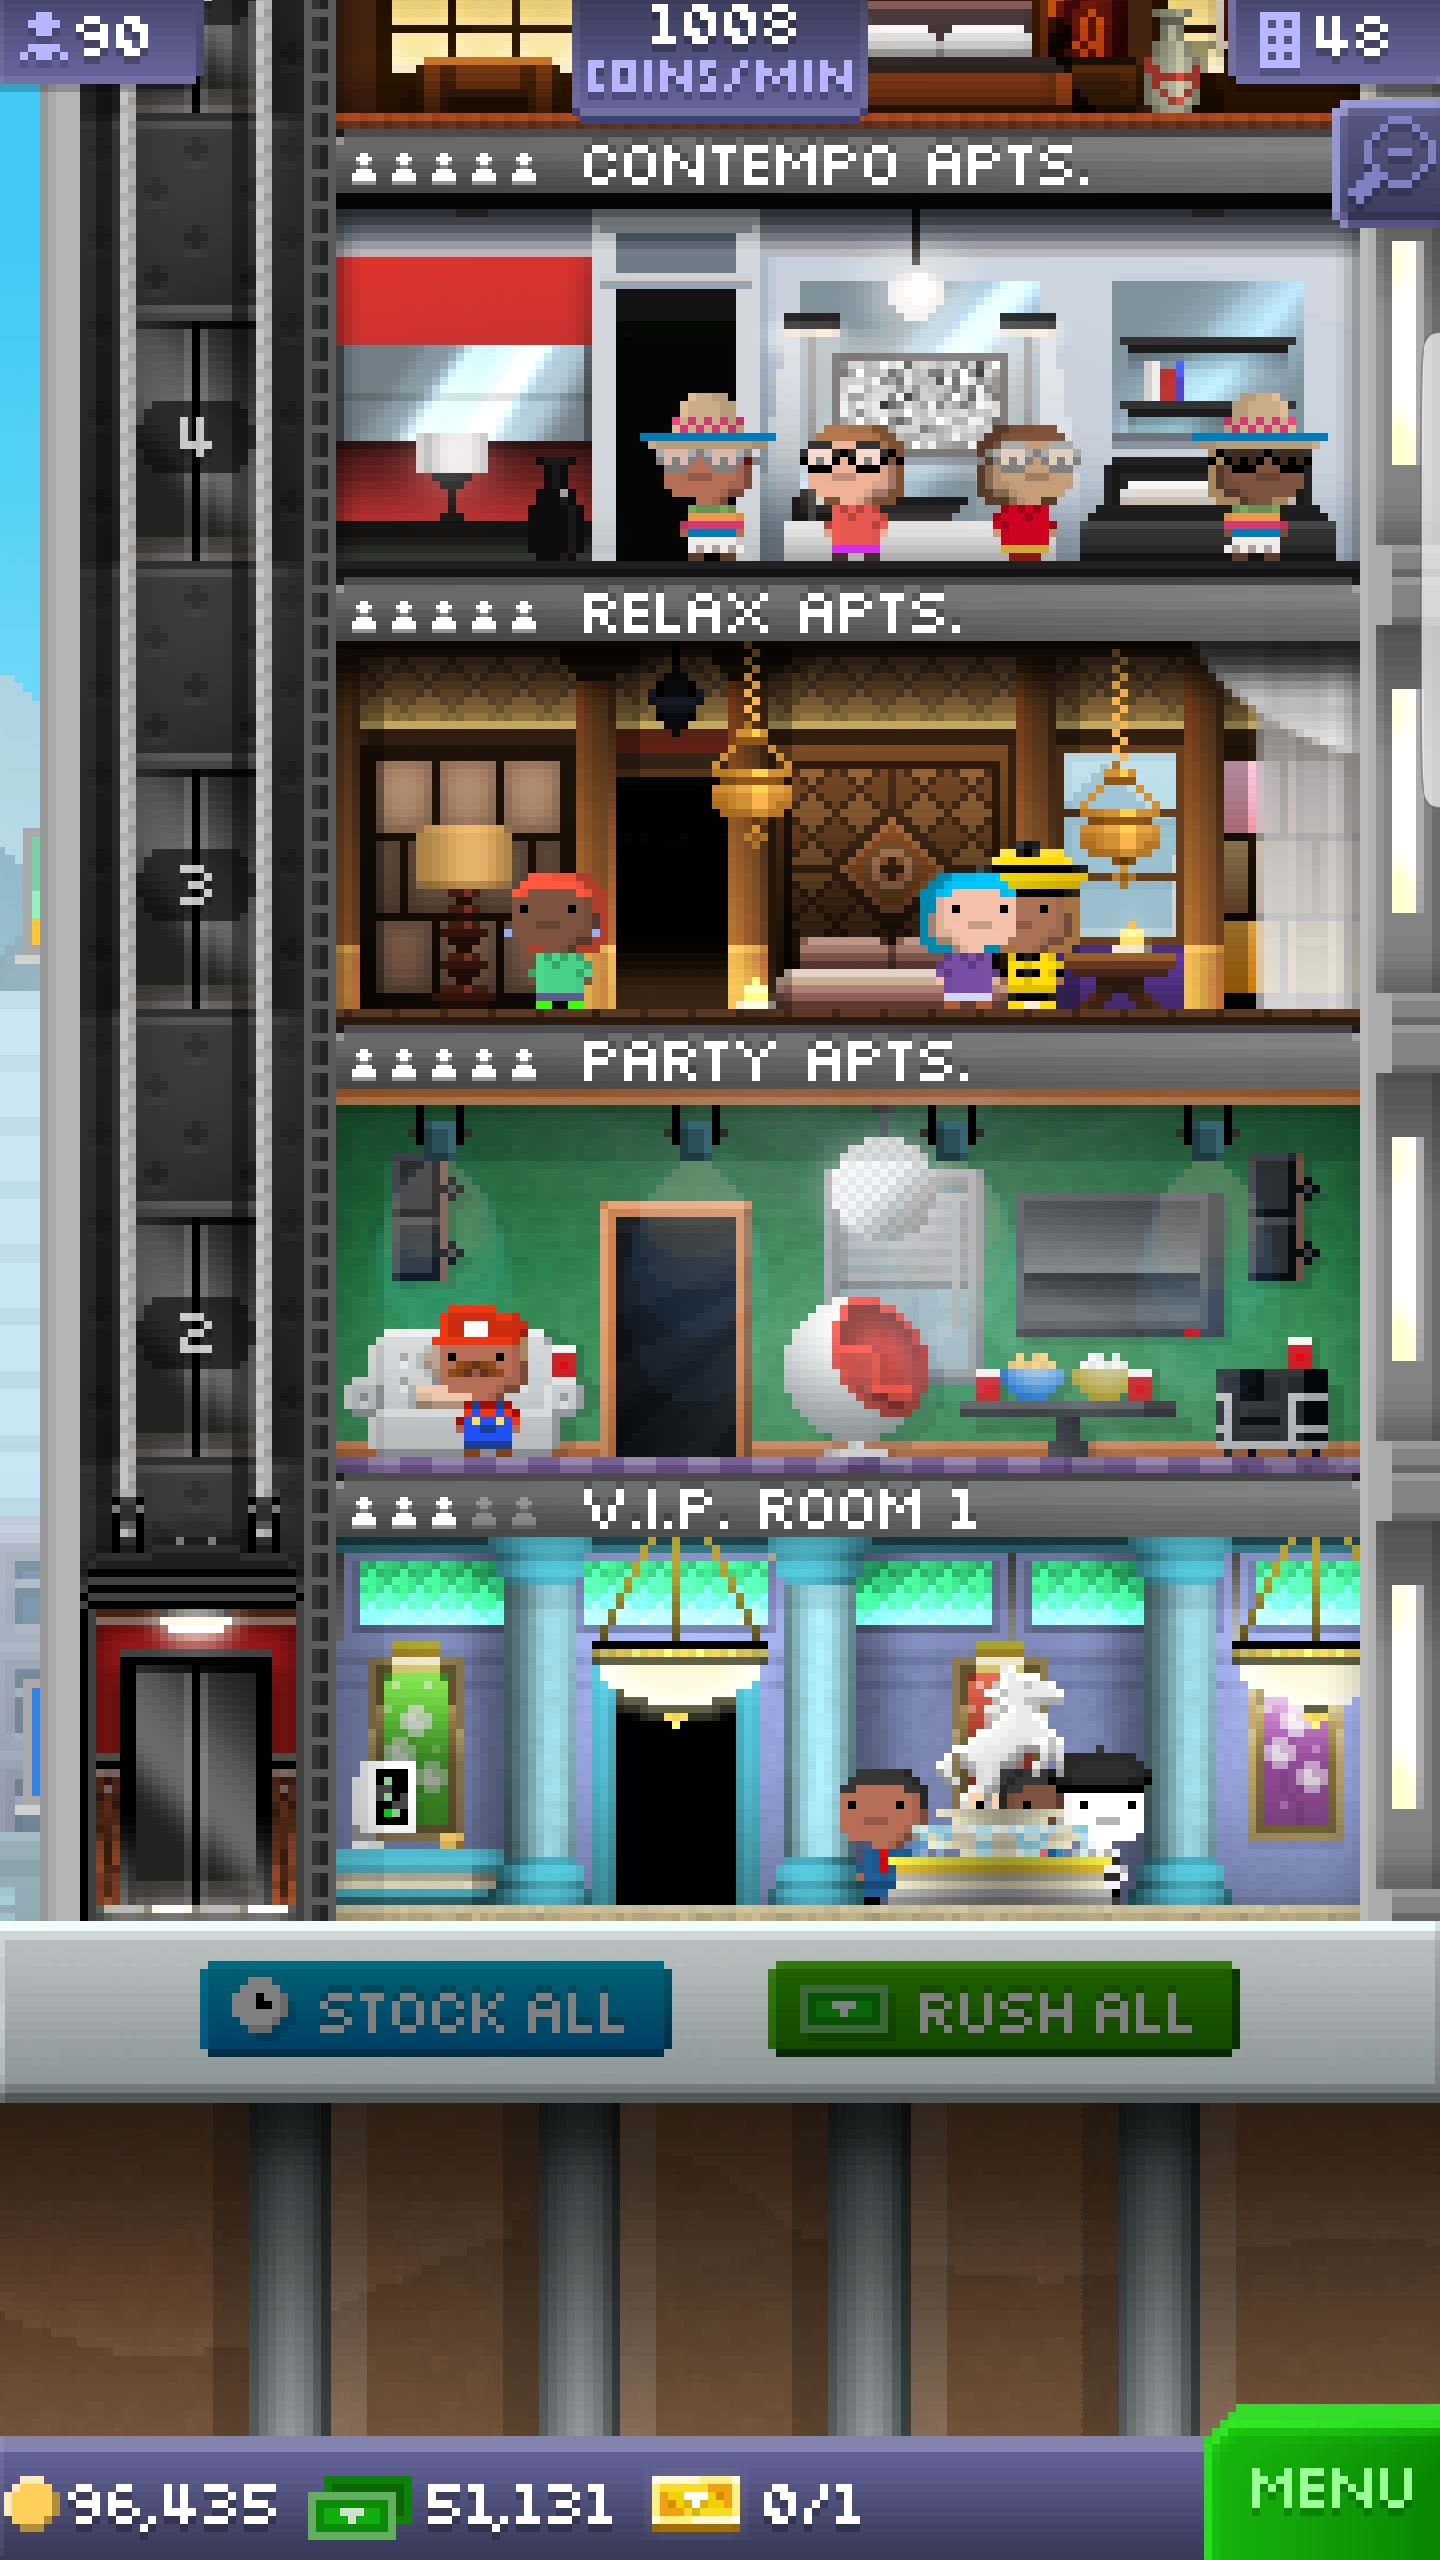 90
1008
COINS/MIN
48
CONTEMPO APTS.
4
RELAX APTS.
3
PARTY APTS.
2
V.I.P. ROOM 1
STOCK ALL
RUSH ALL
96,435
51,131
0/1
MENU